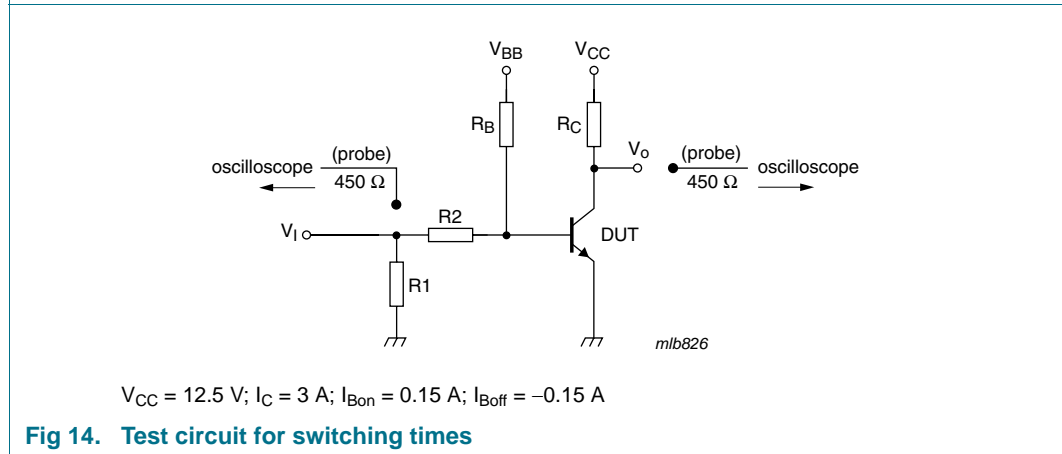 VBB VCC
RB RC
oscilloscope (probe) 450 Ω
Vo (probe) 450 Ω oscilloscope
VI R2 DUT
R1
mlb826
VCC = 12.5 V; IC = 3 A; IBon = 0.15 A; IBoff = −0.15 A
Fig 14. Test circuit for switching times